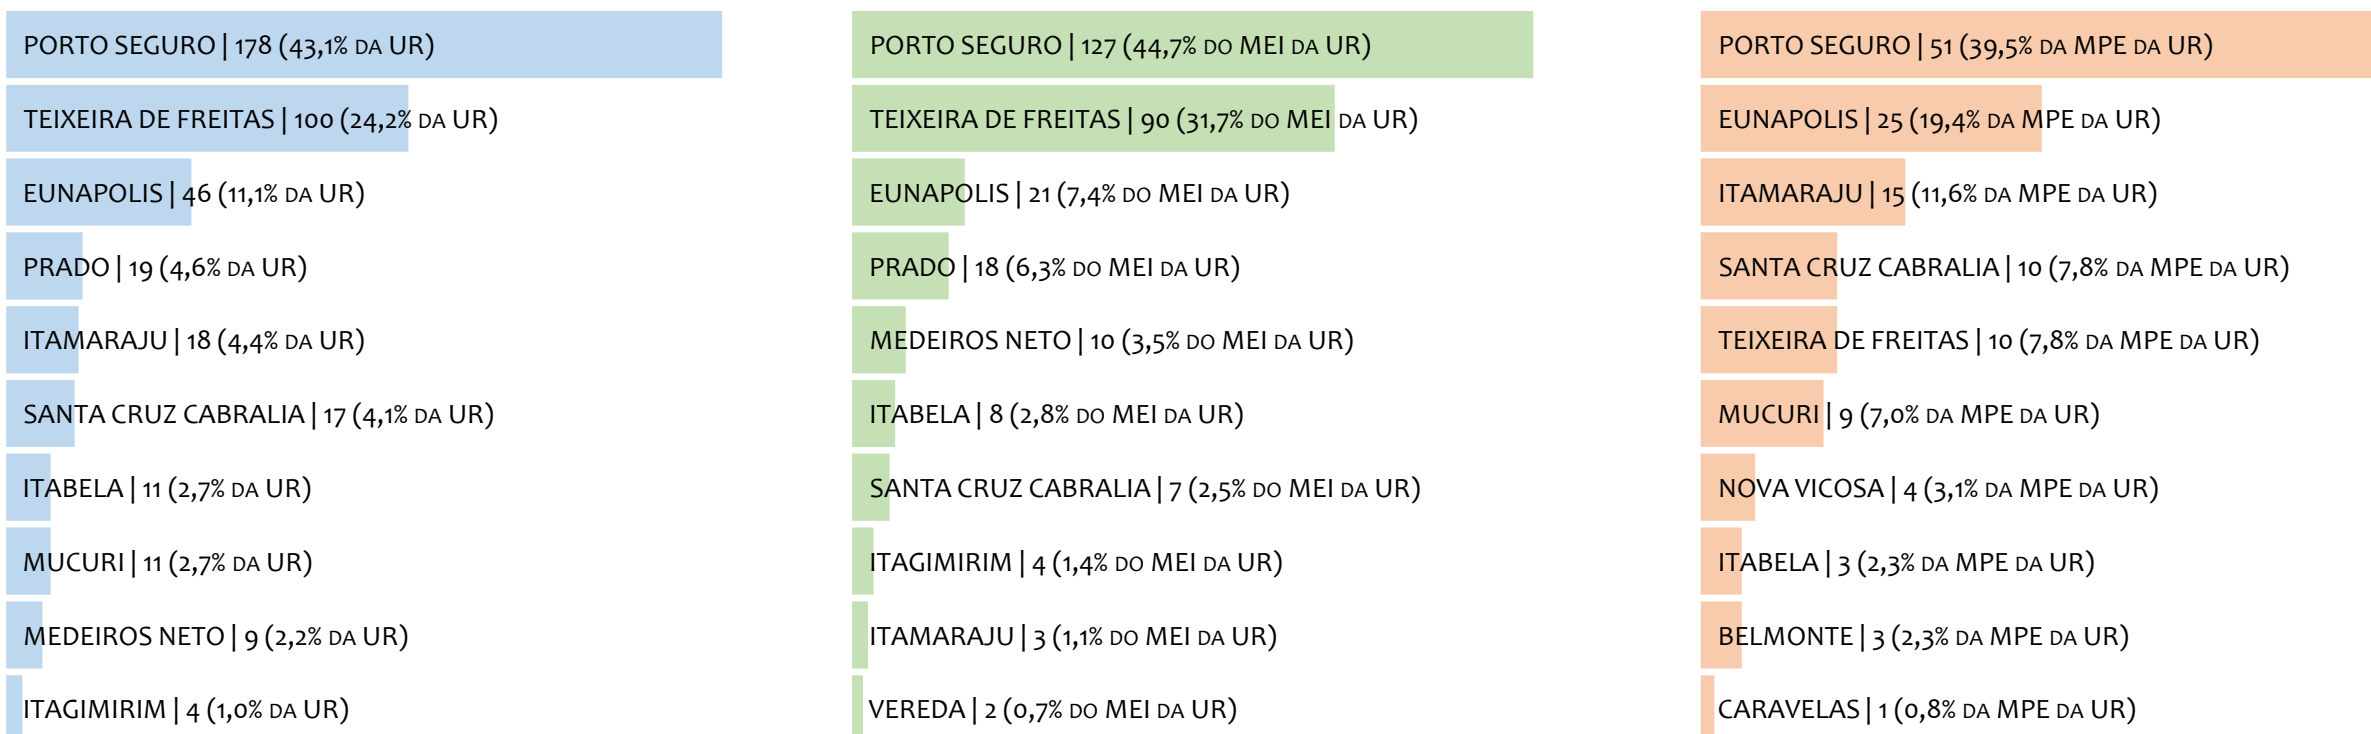 PORTO SEGURO | 178 (43,1% DA UR)
TEIXEIRA DE FREITAS | 100 (24,2% DA UR)
EUNAPOLIS | 46 (11,1% DA UR)
PRADO | 19 (4,6% DA UR)
ITAMARAJU | 18 (4,4% DA UR)
SANTA CRUZ CABRALIA | 17 (4,1% DA UR)
ITABELA | 11 (2,7% DA UR)
MUCURI | 11 (2,7% DA UR)
MEDEIROS NETO | 9 (2,2% DA UR)
ITAGIMIRIM | 4 (1,0% DA UR)
PORTO SEGURO | 127 (44,7% DO MEI DA UR)
TEIXEIRA DE FREITAS | 90 (31,7% DO MEI DA UR)
EUNAPOLIS | 21 (7,4% DO MEI DA UR)
PRADO | 18 (6,3% DO MEI DA UR)
MEDEIROS NETO | 10 (3,5% DO MEI DA UR)
ITABELA | 8 (2,8% DO MEI DA UR)
SANTA CRUZ CABRALIA | 7 (2,5% DO MEI DA UR)
ITAGIMIRIM | 4 (1,4% DO MEI DA UR)
ITAMARAJU | 3 (1,1% DO MEI DA UR)
VEREDA | 2 (0,7% DO MEI DA UR)
PORTO SEGURO | 51 (39,5% DA MPE DA UR)
EUNAPOLIS | 25 (19,4% DA MPE DA UR)
ITAMARAJU | 15 (11,6% DA MPE DA UR)
SANTA CRUZ CABRALIA | 10 (7,8% DA MPE DA UR)
TEIXEIRA DE FREITAS | 10 (7,8% DA MPE DA UR)
MUCURI | 9 (7,0% DA MPE DA UR)
NOVA VICOSA | 4 (3,1% DA MPE DA UR)
ITABELA | 3 (2,3% DA MPE DA UR)
BELMONTE | 3 (2,3% DA MPE DA UR)
CARAVELAS | 1 (0,8% DA MPE DA UR)